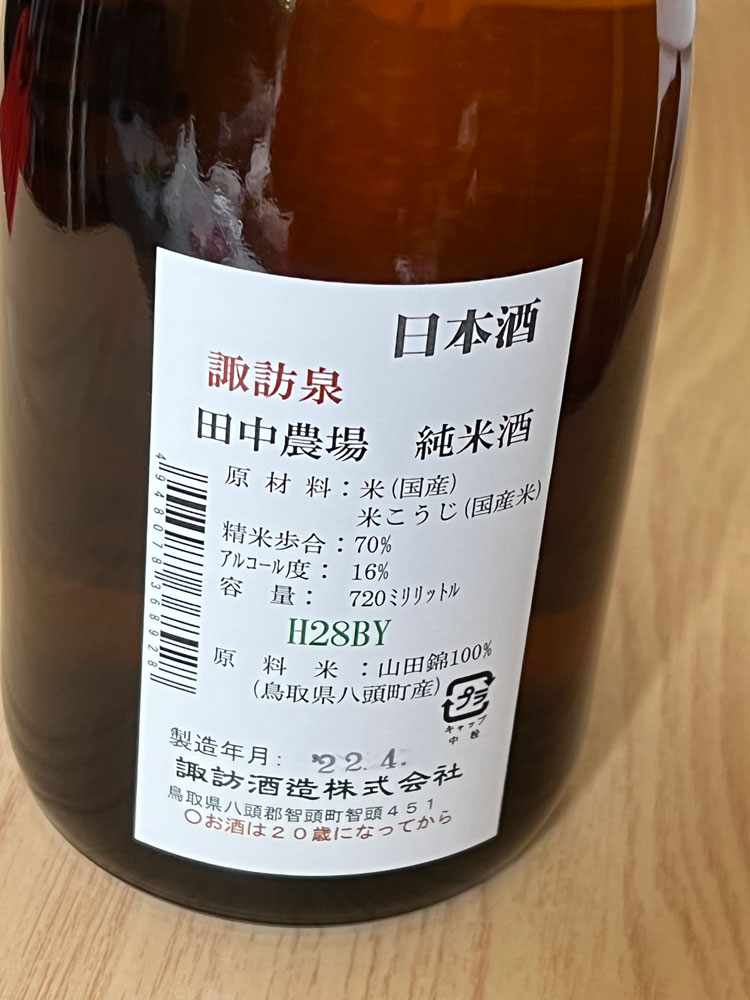 日本酒
諏訪泉
田中農場　純米酒
原材料：米(国産)
米こうじ(国産米)
精米歩合：70%
ｱﾙｺｰﾙ度：16%
容量：720ﾐﾘﾘｯﾄﾙ
H28BY
原料米：山田錦100%
(鳥取県八頭町産)
プラ
キャップ
中栓
製造年月：'22.4.
諏訪酒造株式会社
鳥取県八頭郡智頭町智頭４５１
〇お酒は２０歳になってから
4948078368928